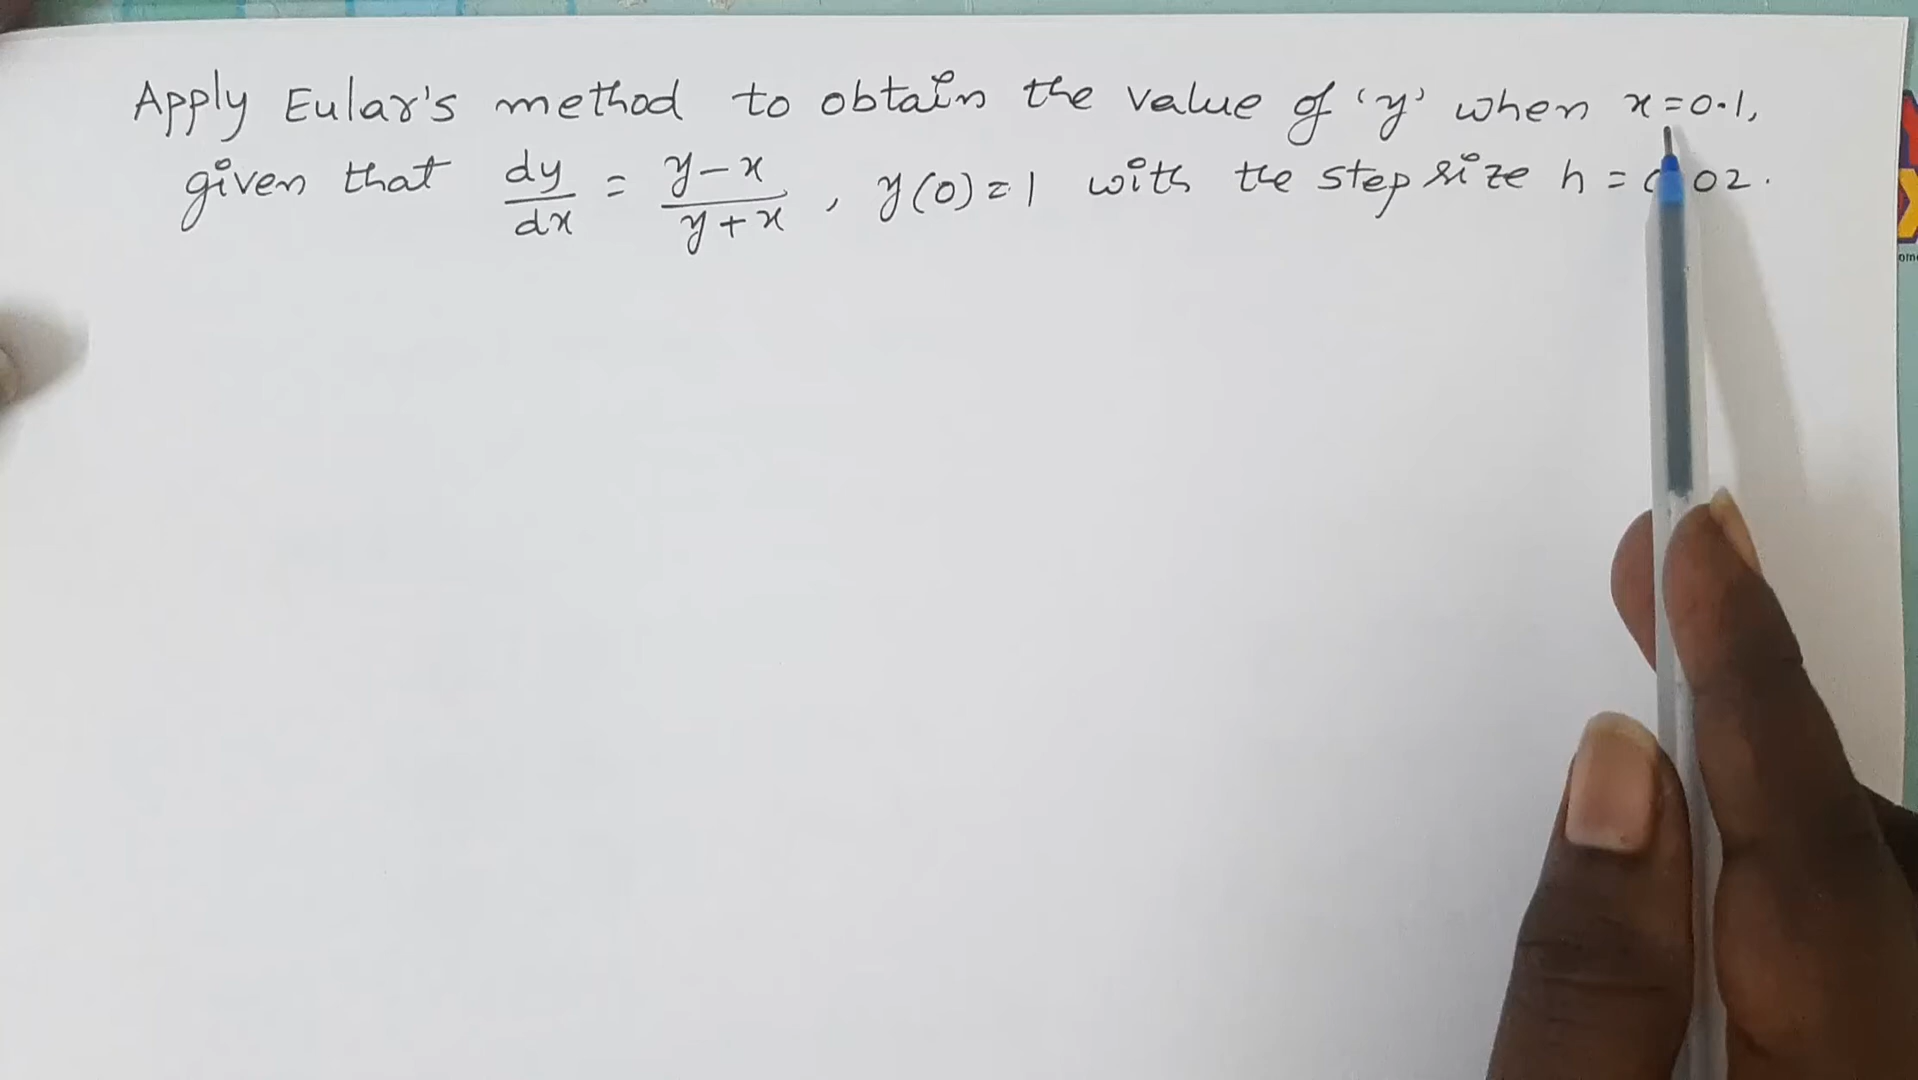 Apply Eular's method to obtain the value of 'y' when x=0.1,
given that dy/dx = y-x/y+x, y(0)=1 with the step size h = 0.02.